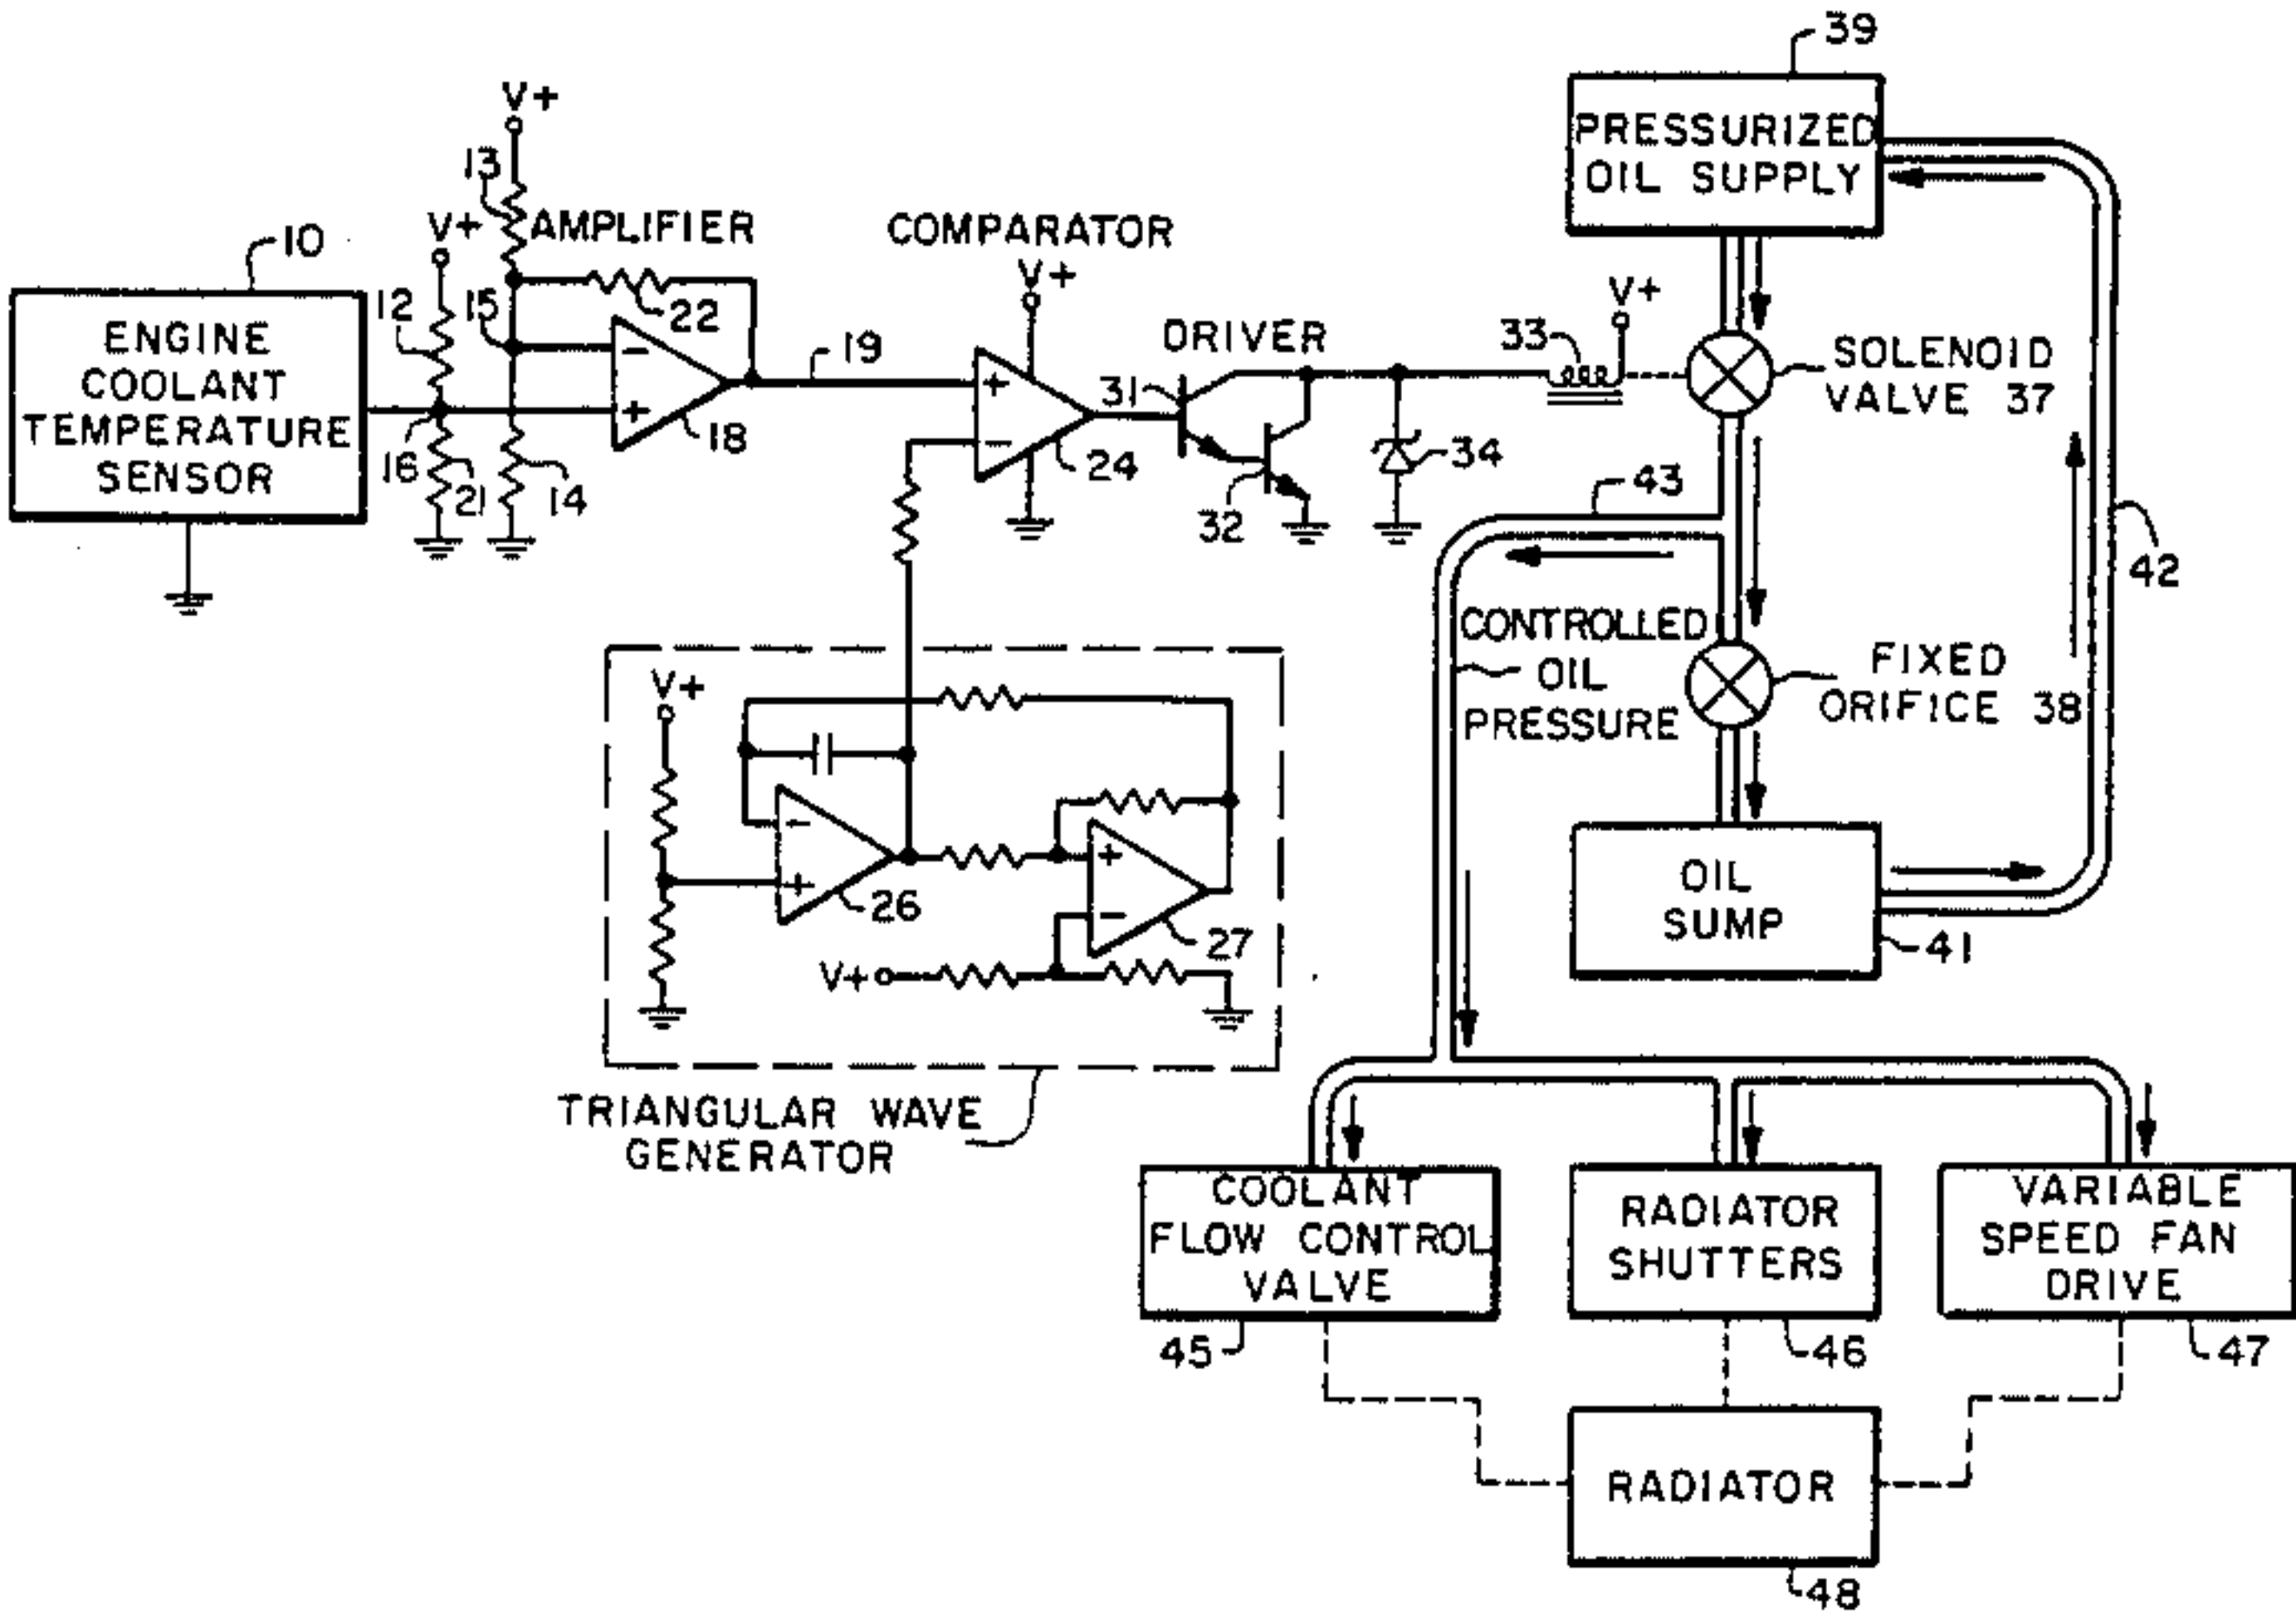 39
V+
PRESSURIZED
OIL SUPPLY
13
V+
AMPLIFIER
COMPARATOR
V+
10
ENGINE
COOLANT
TEMPERATURE
SENSOR
12
15
22
16
21
14
18
19
24
DRIVER
31
32
33
V+
34
SOLENOID
VALVE 37
43
42
CONTROLLED
OIL
PRESSURE
FIXED
ORIFICE 38
V+
26
27
V+
OIL
SUMP
41
TRIANGULAR WAVE
GENERATOR
COOLANT
FLOW CONTROL
VALVE
45
RADIATOR
SHUTTERS
46
VARIABLE
SPEED FAN
DRIVE
47
RADIATOR
48